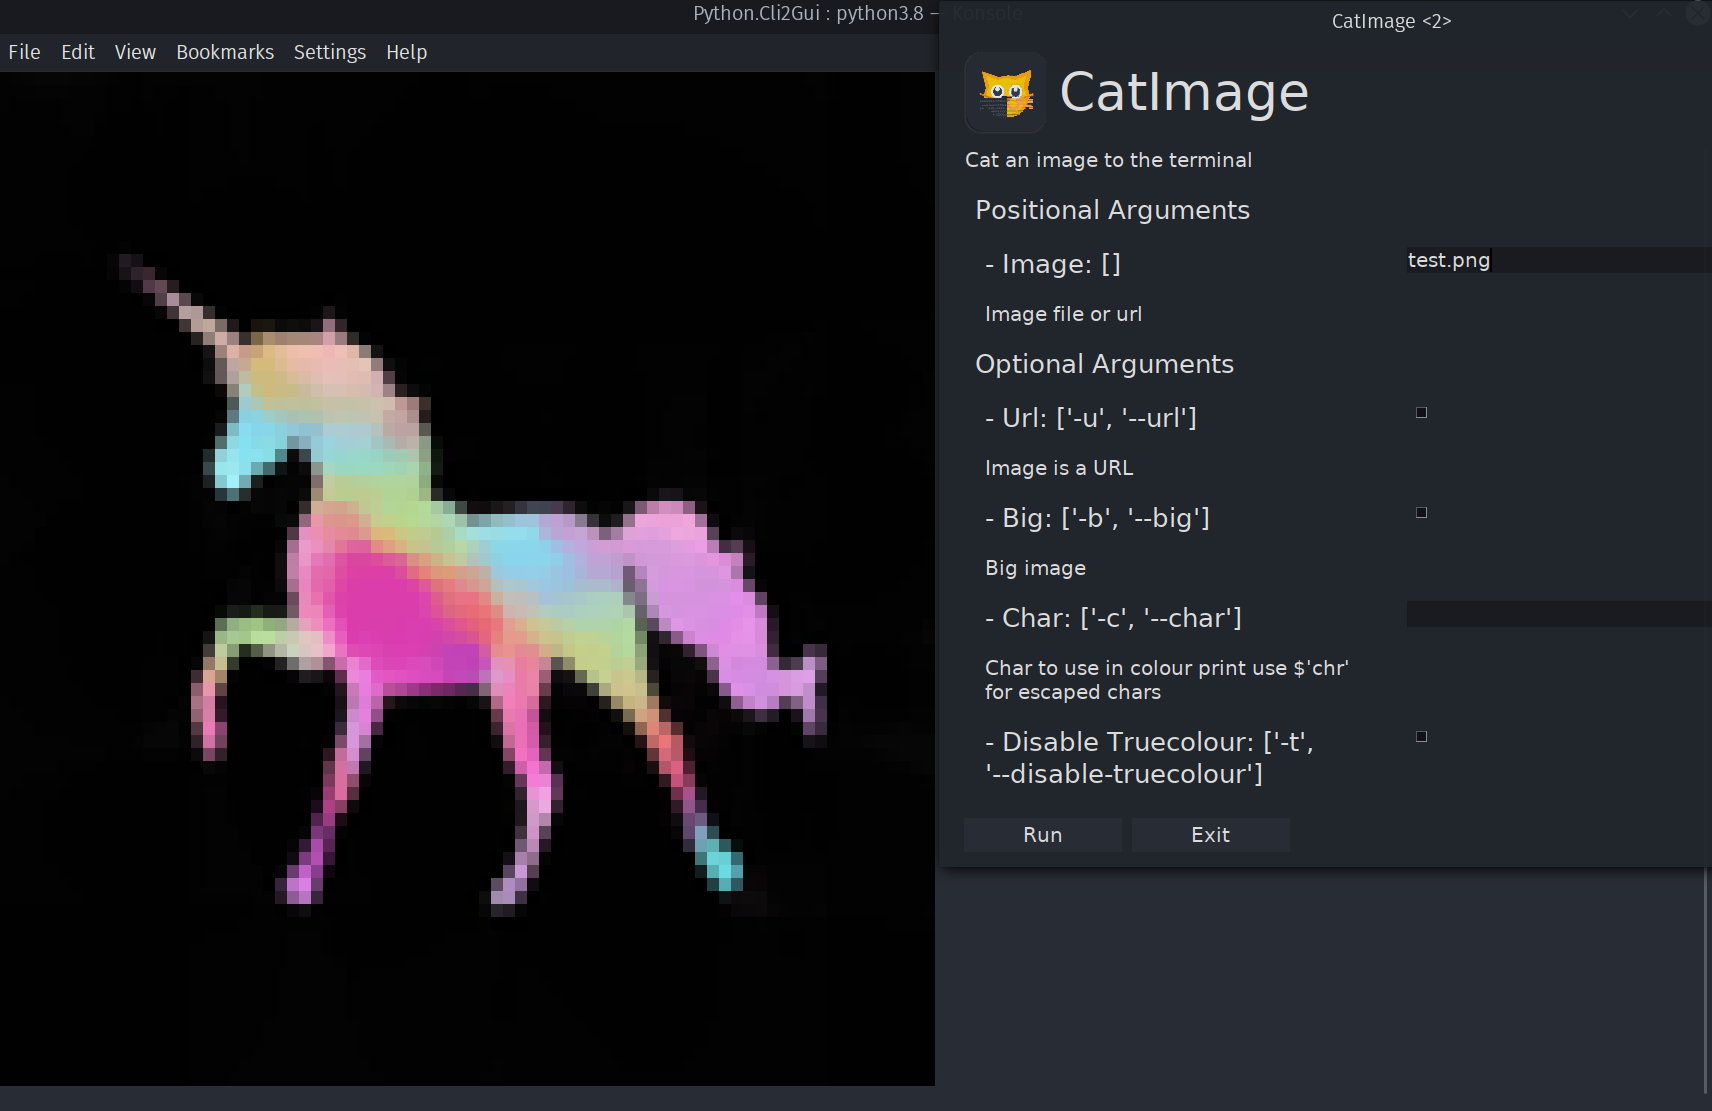 Python.Cli2Gui : python3.8 — Konsole
File Edit View Bookmarks Settings Help
CatImage <2>
CatImage
Cat an image to the terminal
Positional Arguments
- Image: []
test.png
Image file or url
Optional Arguments
- Url: ['-u', '--url']
Image is a URL
- Big: ['-b', '--big']
Big image
- Char: ['-c', '--char']
Char to use in colour print use $'chr'
for escaped chars
- Disable Truecolour: ['-t',
'--disable-truecolour']
Run Exit